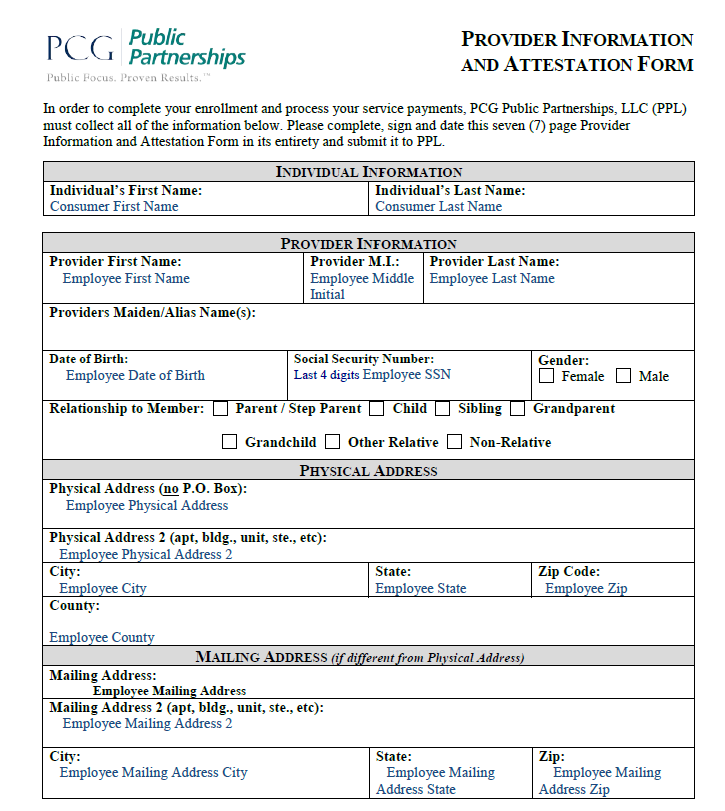 PCG Public Partnerships
Public Focus. Proven Results.™
PROVIDER INFORMATION
AND ATTESTATION FORM
In order to complete your enrollment and process your service payments, PCG Public Partnerships, LLC (PPL)
must collect all of the information below. Please complete, sign and date this seven (7) page Provider
Information and Attestation Form in its entirety and submit it to PPL.
INDIVIDUAL INFORMATION
Individual's First Name: Individual's Last Name:
Consumer First Name Consumer Last Name
PROVIDER INFORMATION
Provider First Name: Provider M.I.: Provider Last Name:
Employee First Name Employee Middle Employee Last Name
Initial
Providers Maiden/Alias Name(s):
Date of Birth: Social Security Number: Gender:
Employee Date of Birth Last 4 digits Employee SSN Female Male
Relationship to Member: Parent / Step Parent Child Sibling Grandparent
Grandchild Other Relative Non-Relative
PHYSICAL ADDRESS
Physical Address (no P.O. Box):
Employee Physical Address
Physical Address 2 (apt, bldg., unit, ste., etc):
Employee Physical Address 2
City: State: Zip Code:
Employee City Employee State Employee Zip
County:
Employee County
MAILING ADDRESS (if different from Physical Address)
Mailing Address:
Employee Mailing Address
Mailing Address 2 (apt, bldg., unit, ste., etc):
Employee Mailing Address 2
City: State: Zip:
Employee Mailing Address City Employee Mailing Employee Mailing
Address State Address Zip